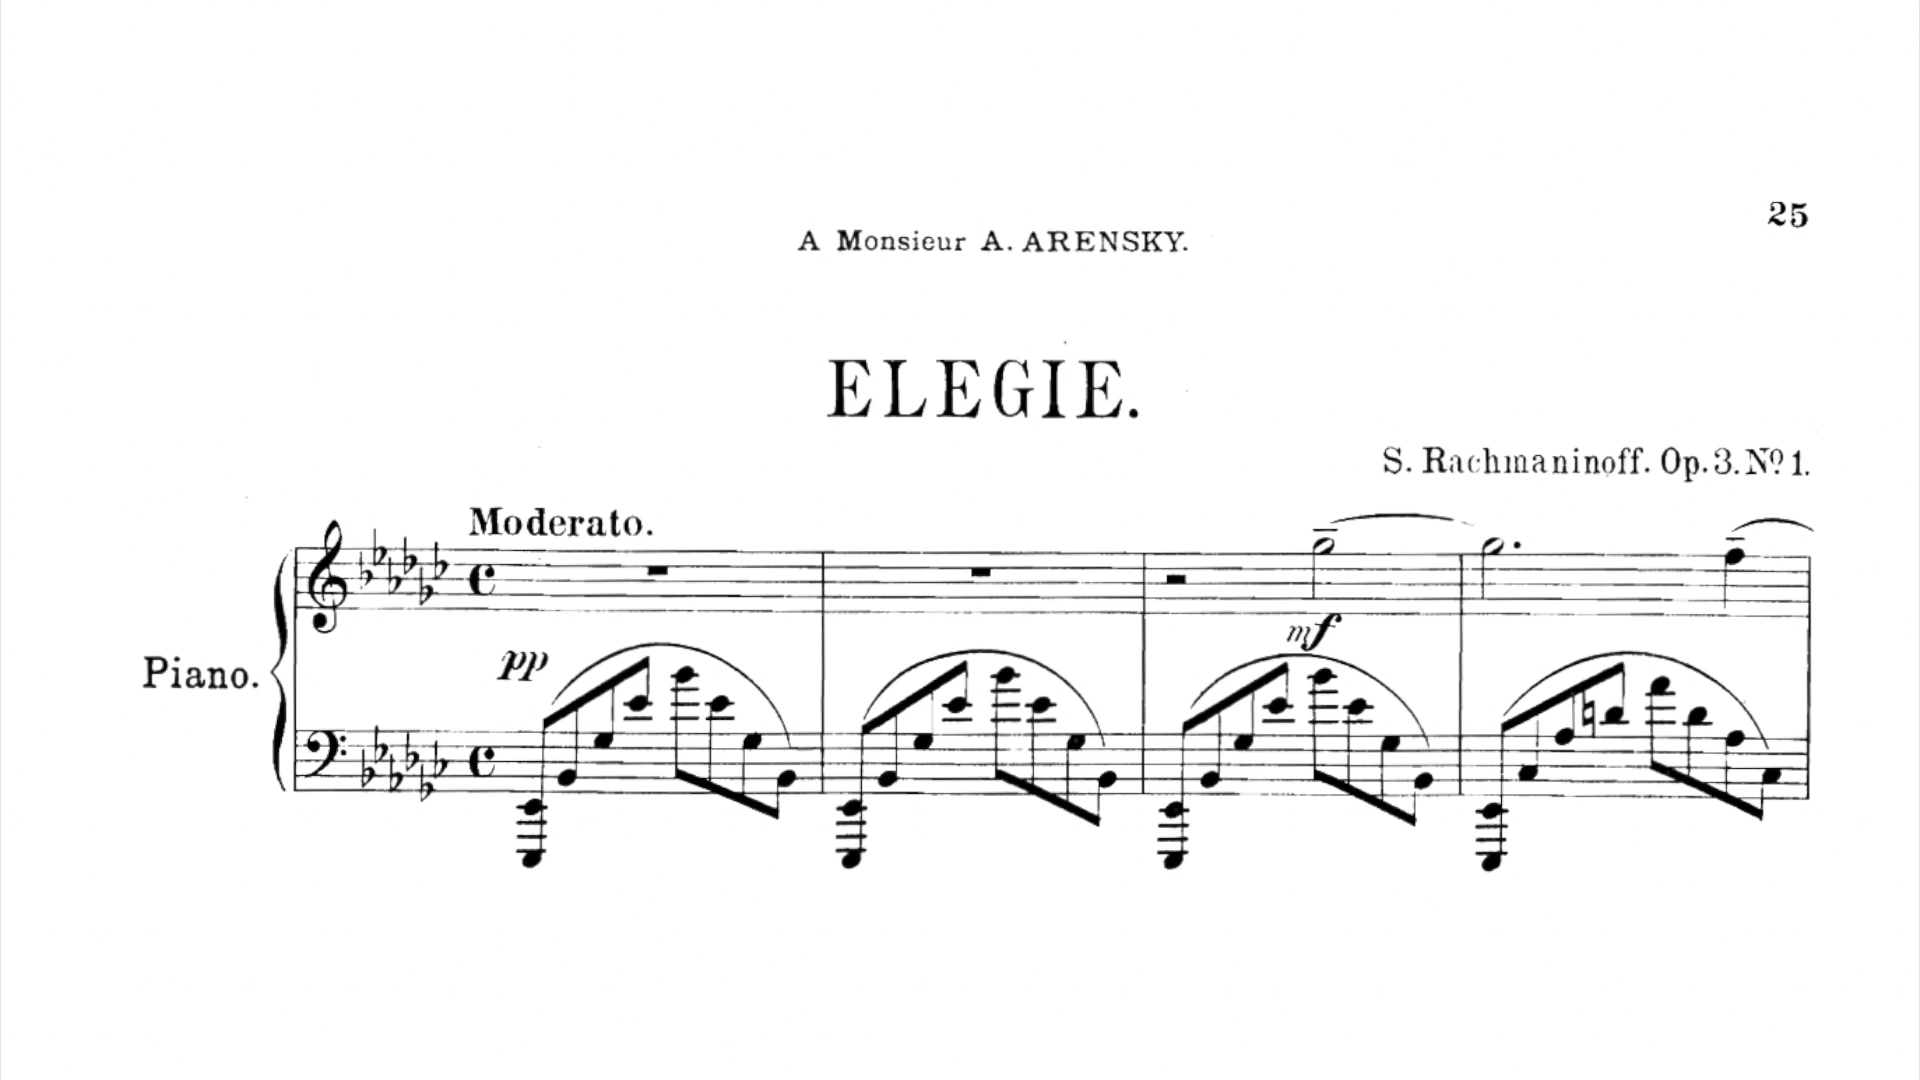 25
A Monsieur A. ARENSKY.
ELEGIE.
S. Rachmaninoff. Op. 3. Nº 1.
Moderato.
mf
pp
Piano.